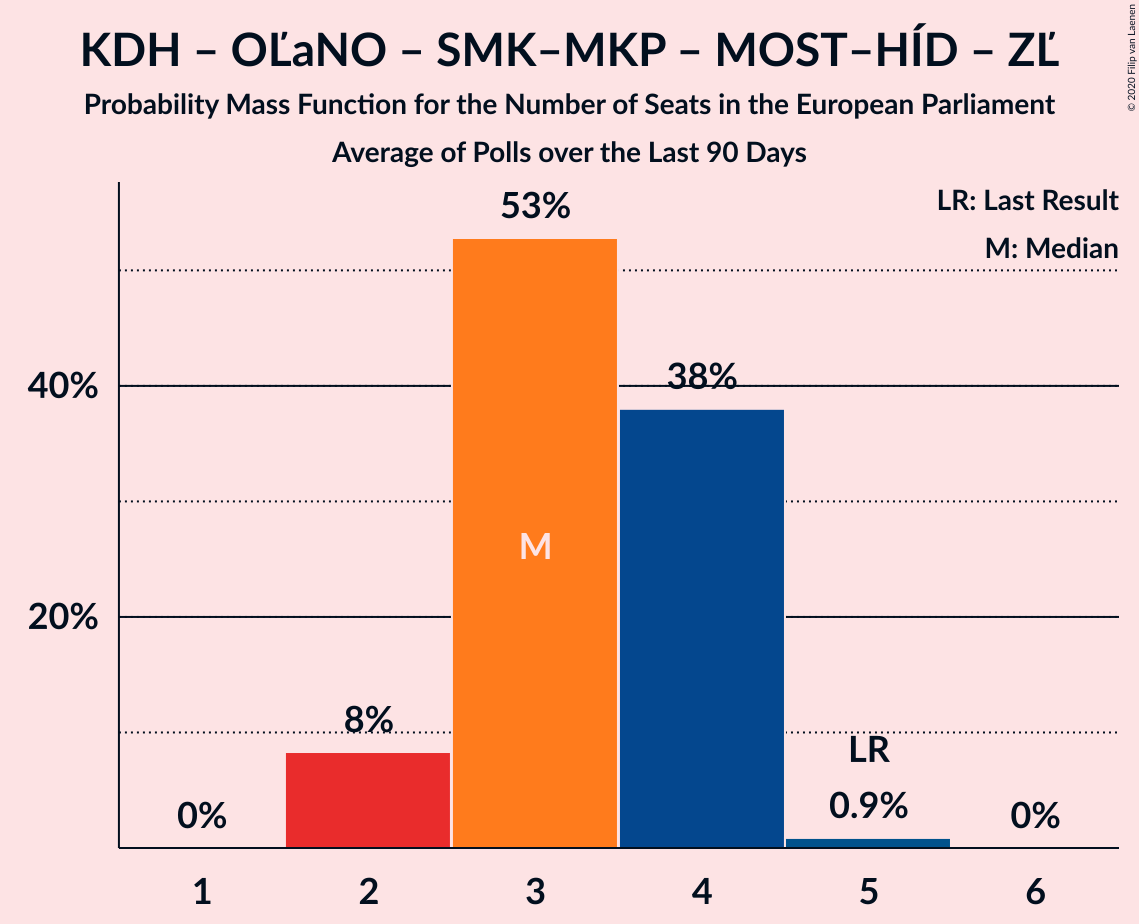 KDH – OĽaNO – SMK–MKP – MOST–HÍD – ZĽ
Probability Mass Function for the Number of Seats in the European Parliament
Average of Polls over the Last 90 Days
© 2020 Filip van Laenen
LR: Last Result
M: Median
53%
40%
38%
M
20%
8%
LR
0%
0.9%
0%
1 2 3 4 5 6